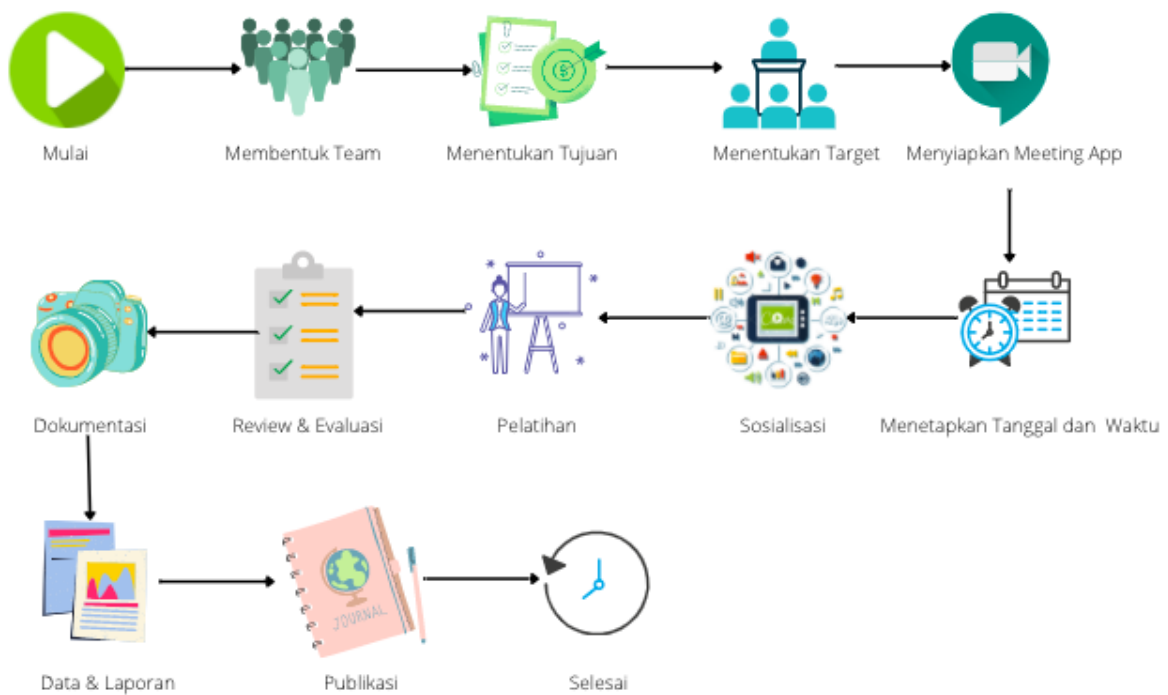 Mulai
Membentuk Team
Menentukan Tujuan
Menentukan Target
Menyiapkan Meeting App
Dokumentasi
Review & Evaluasi
Pelatihan
Sosialisasi
Menetapkan Tanggal dan Waktu
JOURNAL
Data & Laporan
Publikasi
Selesai